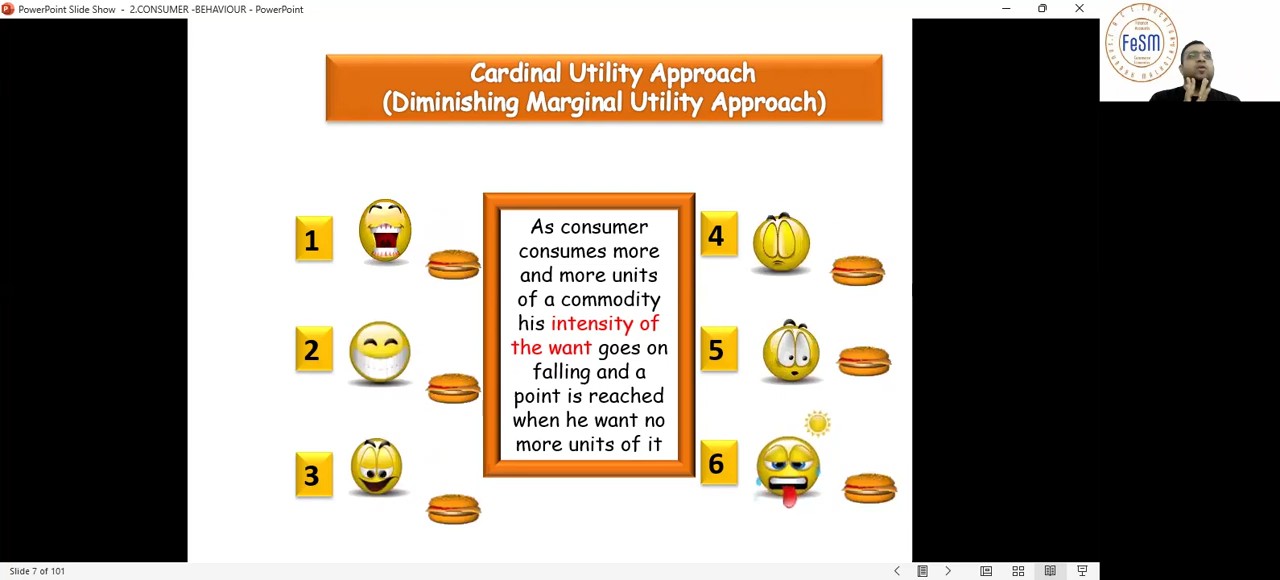 PowerPoint Slide Show - 2.CONSUMER -BEHAVIOUR - PowerPoint
FeSM
Cardinal Utility Approach
(Diminishing Marginal Utility Approach)
1
2
3
As consumer
consumes more
and more units
of a commodity
his intensity of
the want goes on
falling and a
point is reached
when he want no
more units of it
4
5
6
Slide 7 of 101